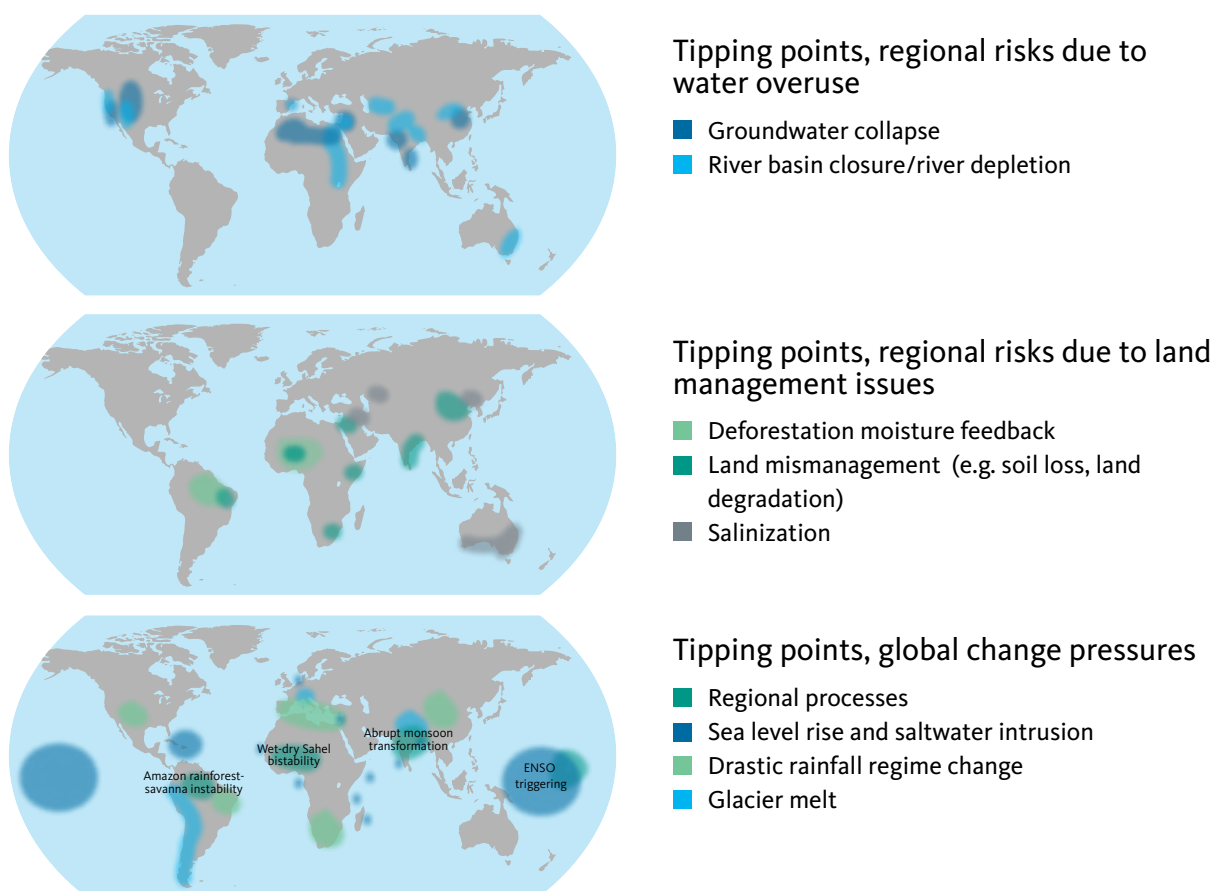 Tipping points, regional risks due to
water overuse
Groundwater collapse
River basin closure/river depletion
Tipping points, regional risks due to land
management issues
Deforestation moisture feedback
Land mismanagement (e.g. soil loss, land
degradation)
Salinization
Tipping points, global change pressures
Regional processes
Sea level rise and saltwater intrusion
Drastic rainfall regime change
Glacier melt
Abrupt monsoon
transformation
Wet-dry Sahel
bistability
Amazon rainforest-
savanna instability
ENSO
triggering